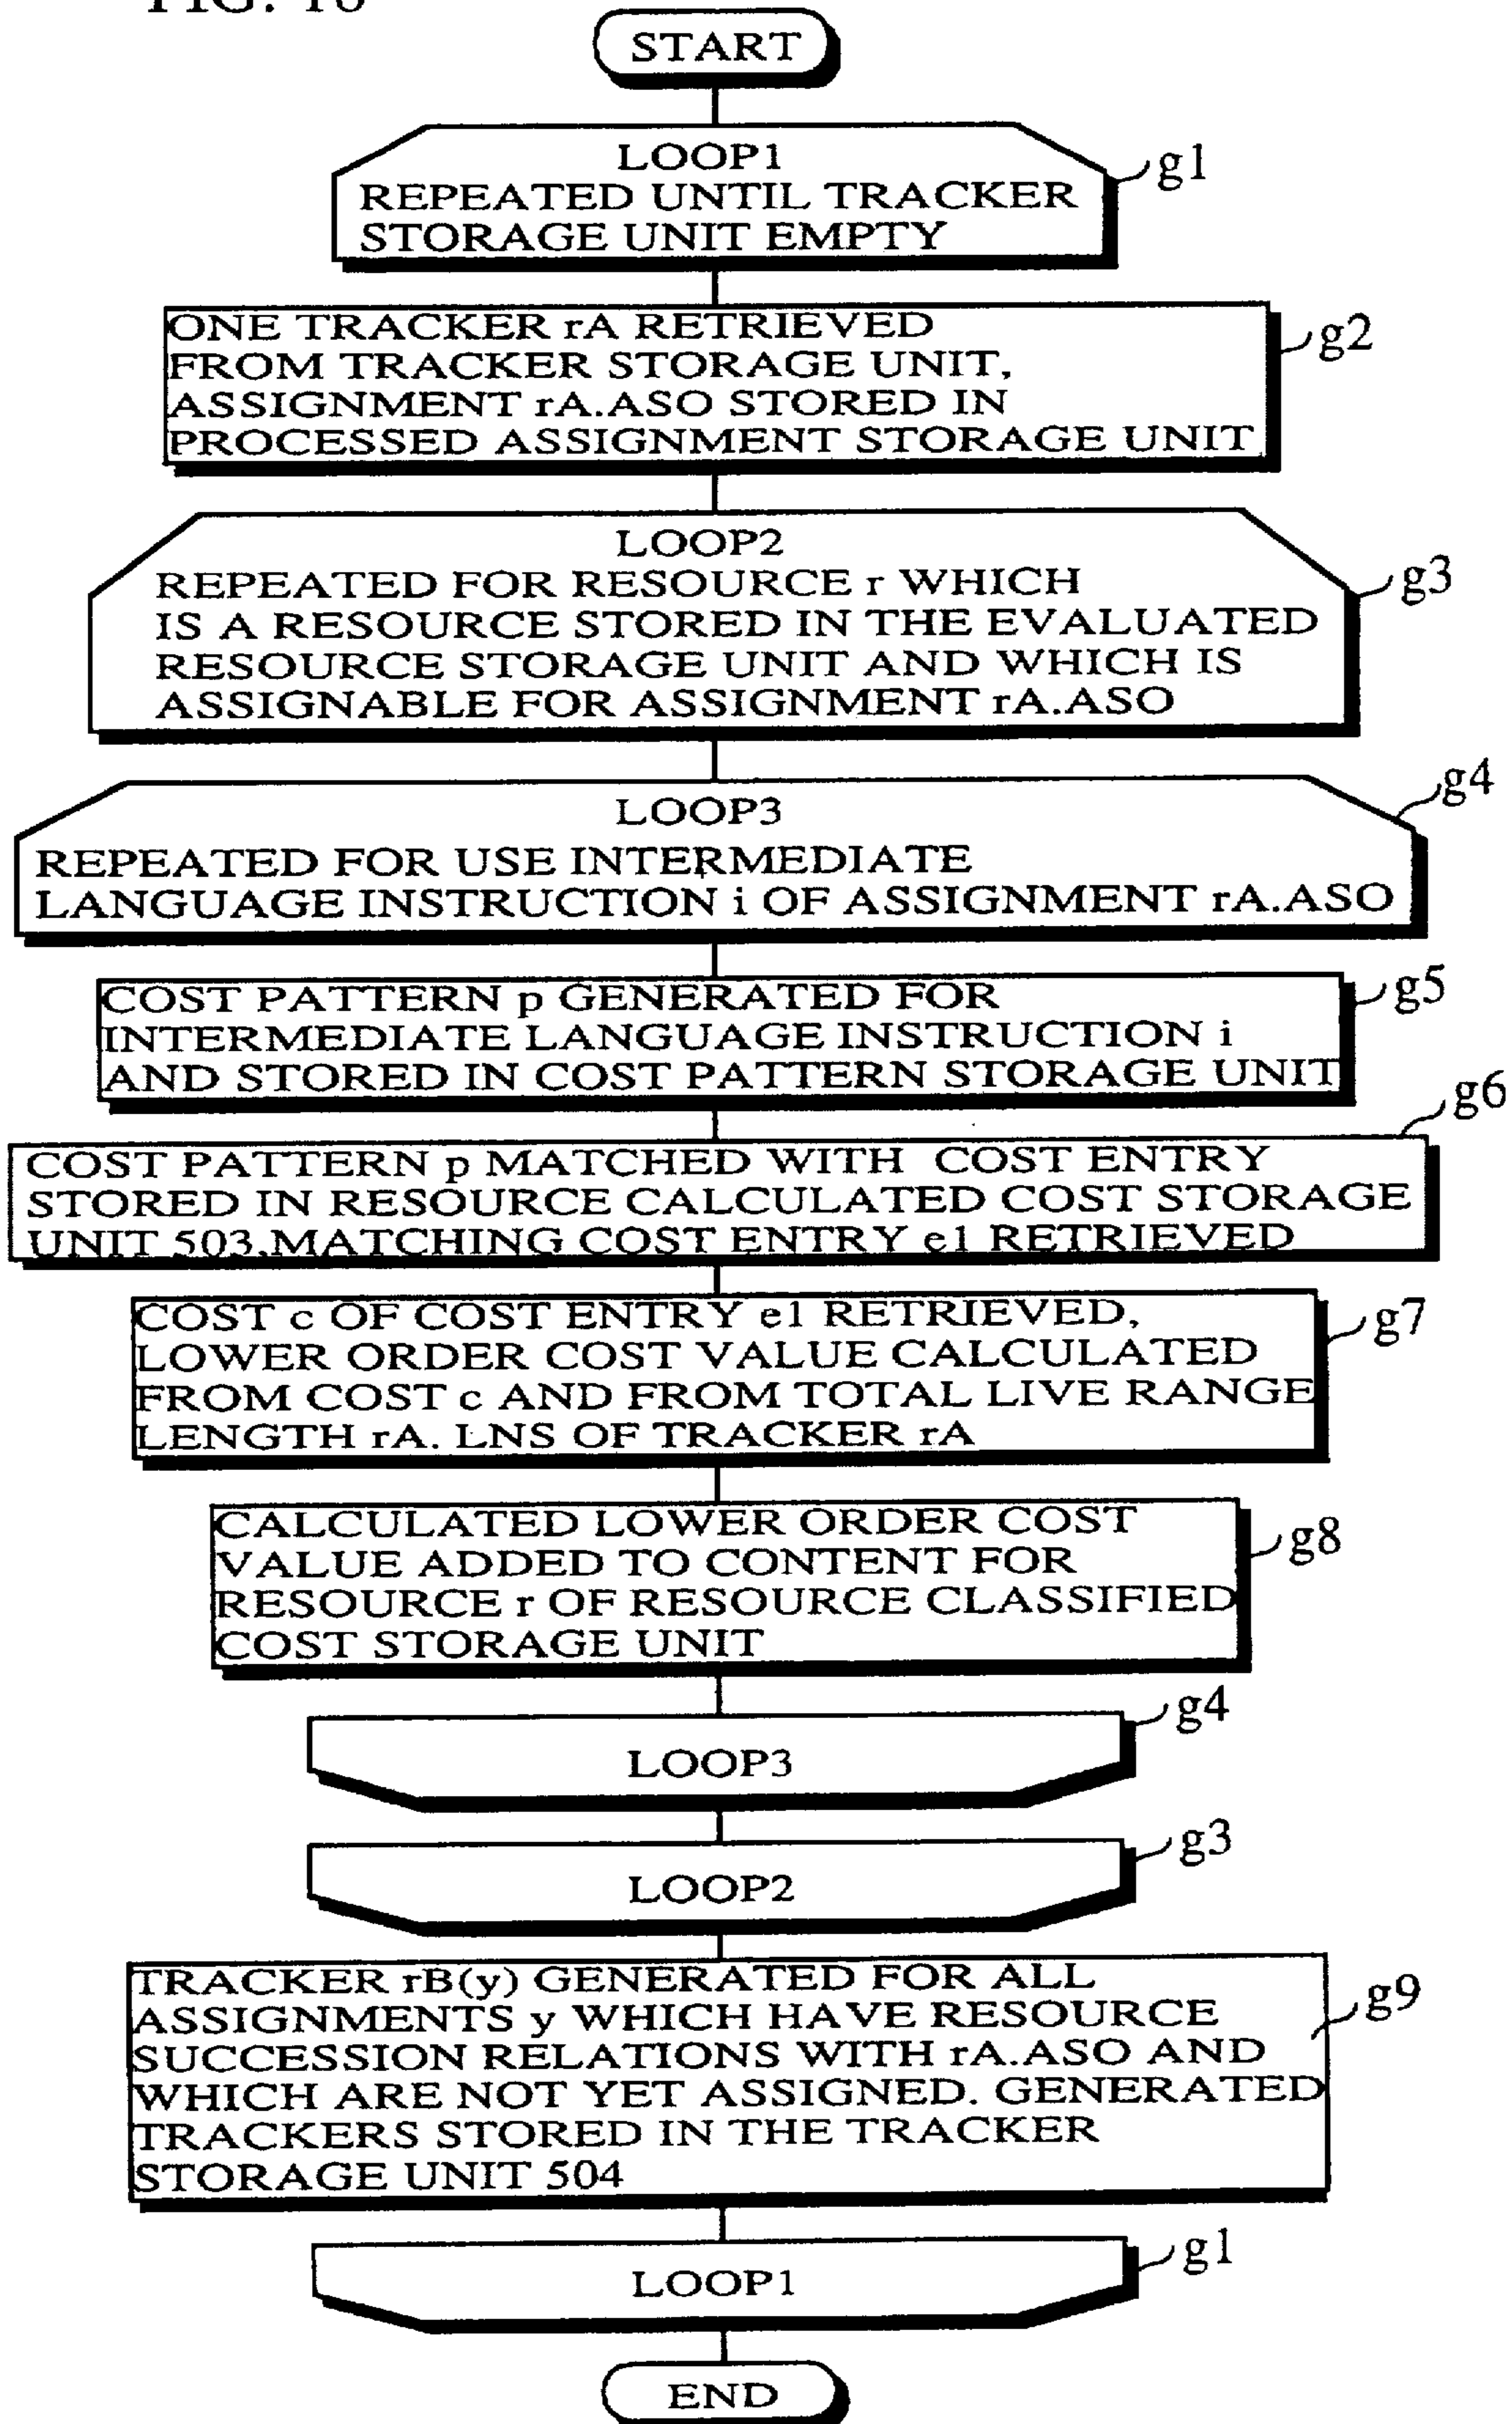 START
LOOP1
REPEATED UNTIL TRACKER
STORAGE UNIT EMPTY
g1
ONE TRACKER rA RETRIEVED
FROM TRACKER STORAGE UNIT,
ASSIGNMENT rA.ASO STORED IN
PROCESSED ASSIGNMENT STORAGE UNIT
g2
LOOP2
REPEATED FOR RESOURCE r WHICH
IS A RESOURCE STORED IN THE EVALUATED
RESOURCE STORAGE UNIT AND WHICH IS
ASSIGNABLE FOR ASSIGNMENT rA.ASO
g3
LOOP3
REPEATED FOR USE INTERMEDIATE
LANGUAGE INSTRUCTION i OF ASSIGNMENT rA.ASO
g4
COST PATTERN p GENERATED FOR
INTERMEDIATE LANGUAGE INSTRUCTION i
AND STORED IN COST PATTERN STORAGE UNIT
g5
COST PATTERN p MATCHED WITH COST ENTRY
STORED IN RESOURCE CALCULATED COST STORAGE
UNIT 503,MATCHING COST ENTRY e1 RETRIEVED
g6
COST c OF COST ENTRY e1 RETRIEVED,
LOWER ORDER COST VALUE CALCULATED
FROM COST c AND FROM TOTAL LIVE RANGE
LENGTH rA. LNS OF TRACKER rA
g7
CALCULATED LOWER ORDER COST
VALUE ADDED TO CONTENT FOR
RESOURCE r OF RESOURCE CLASSIFIED
COST STORAGE UNIT
g8
LOOP3
g4
LOOP2
g3
TRACKER rB(y) GENERATED FOR ALL
ASSIGNMENTS y WHICH HAVE RESOURCE
SUCCESSION RELATIONS WITH rA.ASO AND
WHICH ARE NOT YET ASSIGNED. GENERATED
TRACKERS STORED IN THE TRACKER
STORAGE UNIT 504
g9
LOOP1
g1
END